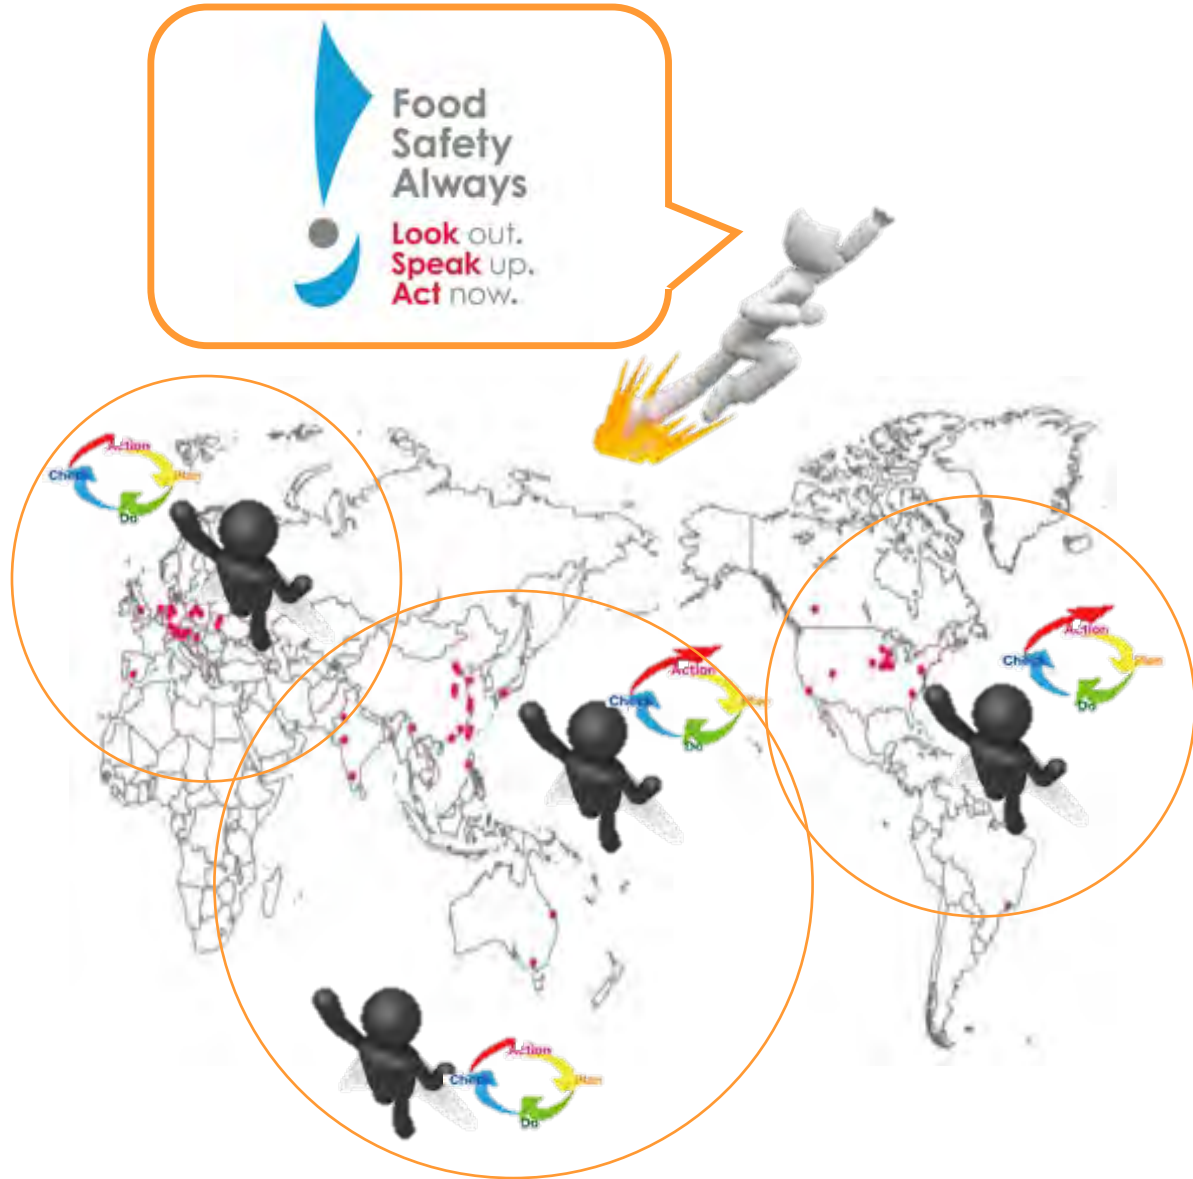 Food
Safety
Always
Look out.
Speak up.
Act now.
Action
Check
Plan
Do
Action
Check
Plan
Do
Action
Check
Plan
Do
Action
Check
Plan
Do